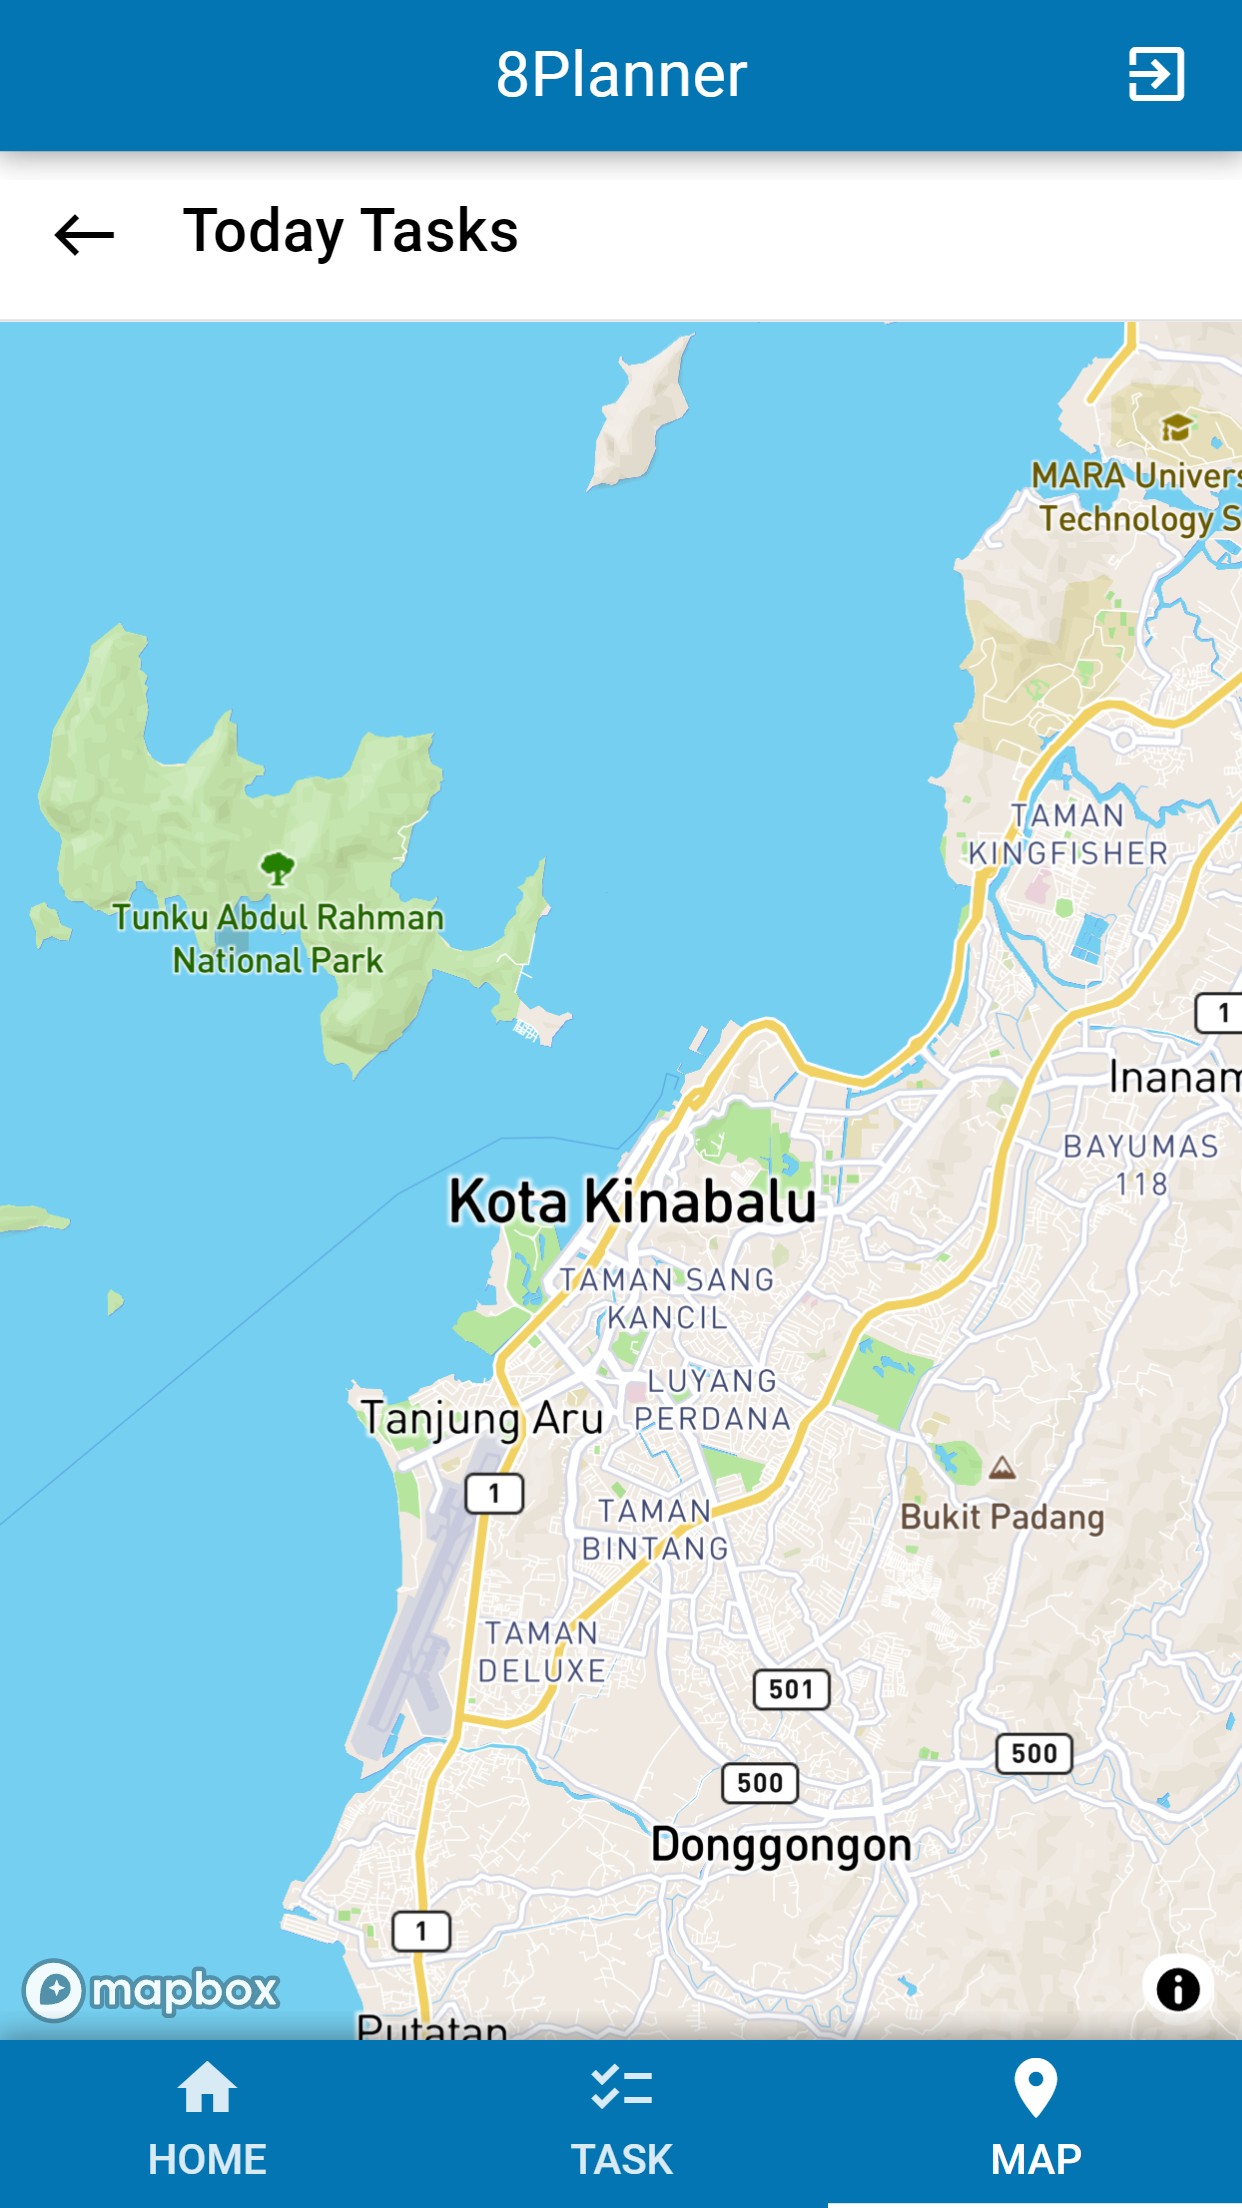 8Planner
Today Tasks
MARA Univers
Technology S
TAMAN
KINGFISHER
Tunku Abdul Rahman
National Park
1
Inanam
BAYUMAS
118
Kota Kinabalu
TAMAN SANG
KANCIL
LUYANG
PERDANA
Tanjung Aru
1
TAMAN
BINTANG
Bukit Padang
TAMAN
DELUXE
501
500
500
Donggongon
1
mapbox
Putatan
HOME
TASK
MAP